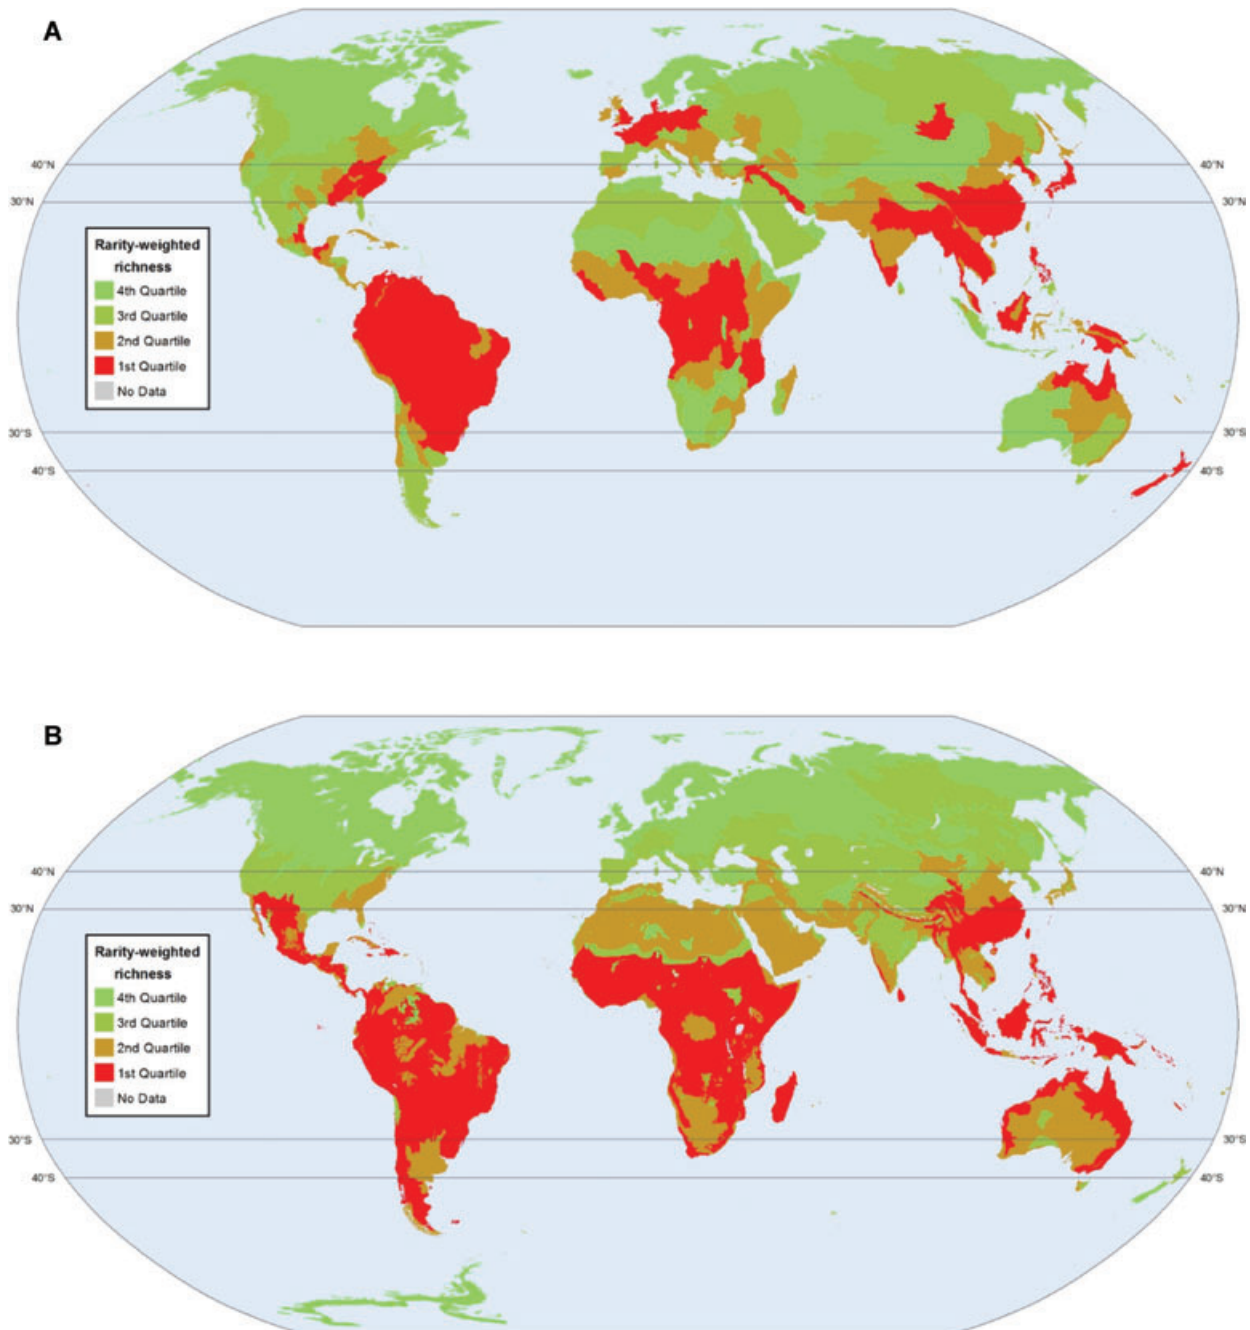 A
40°N
40°N
30°N
30°N
Rarity-weighted
richness
4th Quartile
3rd Quartile
2nd Quartile
1st Quartile
No Data
30°S
30°S
40°S
40°S
B
40°N
40°N
30°N
30°N
Rarity-weighted
richness
4th Quartile
3rd Quartile
2nd Quartile
1st Quartile
No Data
30°S
30°S
40°S
40°S